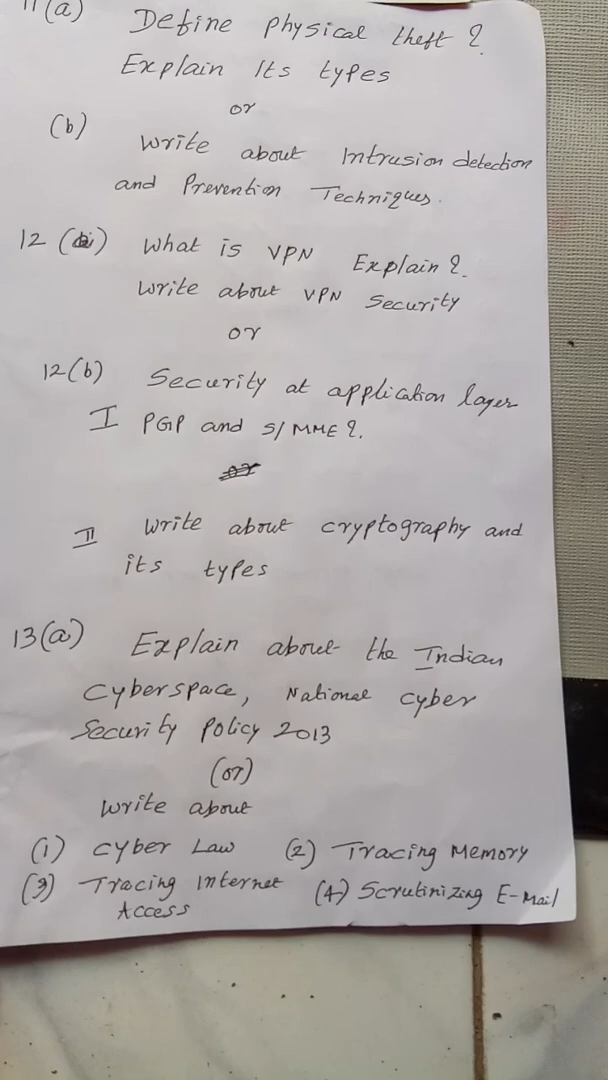 11(a) Define physical theft ?
Explain Its types
or
(b) Write about Intrusion detection
and Prevention Techniques.
12 (a) What is VPN Explain ?.
Write about VPN Security
or
12(b) Security at application layer
I PGP and S/MME ?.
or
II Write about cryptography and
its types
13(a) Explain about the Indian
Cyberspace, National cyber
Security Policy 2013
(or)
Write about
(1) Cyber Law (2) Tracing Memory
(3) Tracing Internet (4) Scrutinizing E-Mail
Access